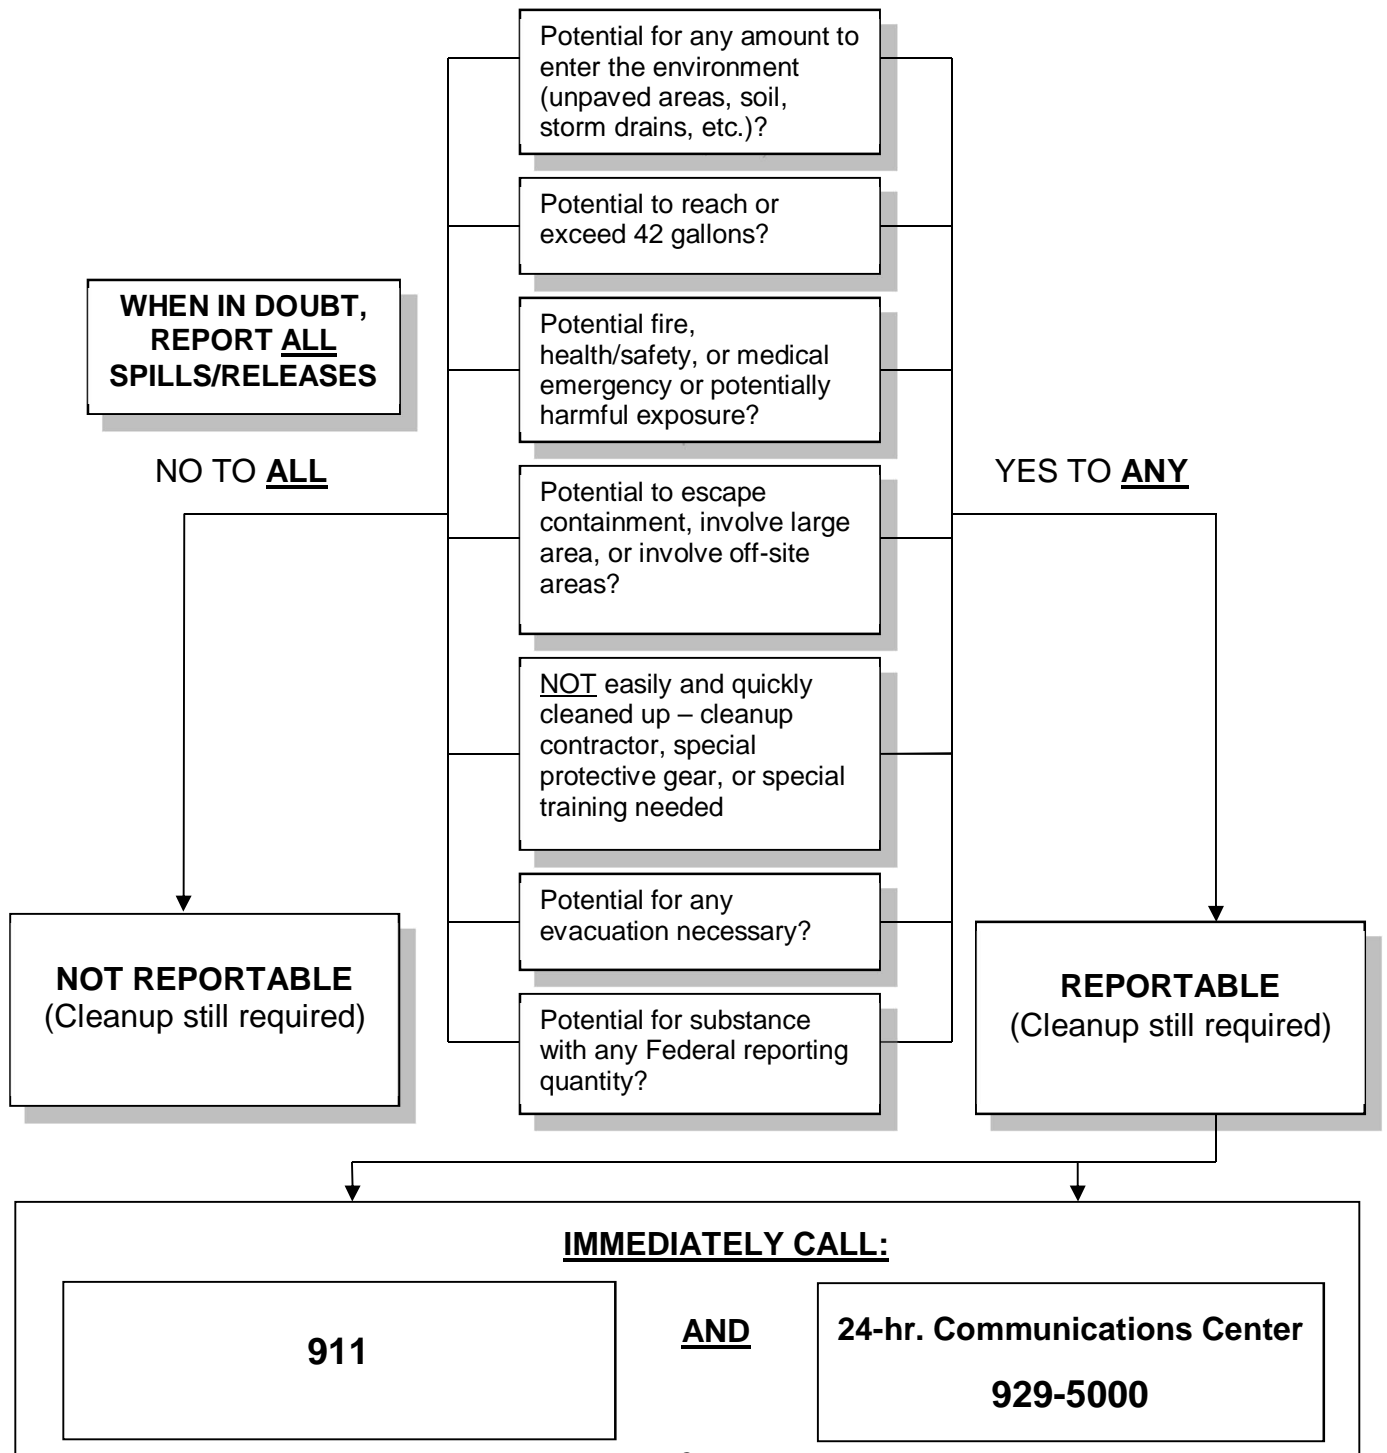 Potential for any amount to
enter the environment
(unpaved areas, soil,
storm drains, etc.)?
Potential to reach or
exceed 42 gallons?
WHEN IN DOUBT,
REPORT ALL
SPILLS/RELEASES
Potential fire,
health/safety, or medical
emergency or potentially
harmful exposure?
NO TO ALL
YES TO ANY
Potential to escape
containment, involve large
area, or involve off-site
areas?
NOT easily and quickly
cleaned up – cleanup
contractor, special
protective gear, or special
training needed
Potential for any
evacuation necessary?
NOT REPORTABLE
(Cleanup still required)
REPORTABLE
(Cleanup still required)
Potential for substance
with any Federal reporting
quantity?
IMMEDIATELY CALL:
911
AND
24-hr. Communications Center
929-5000